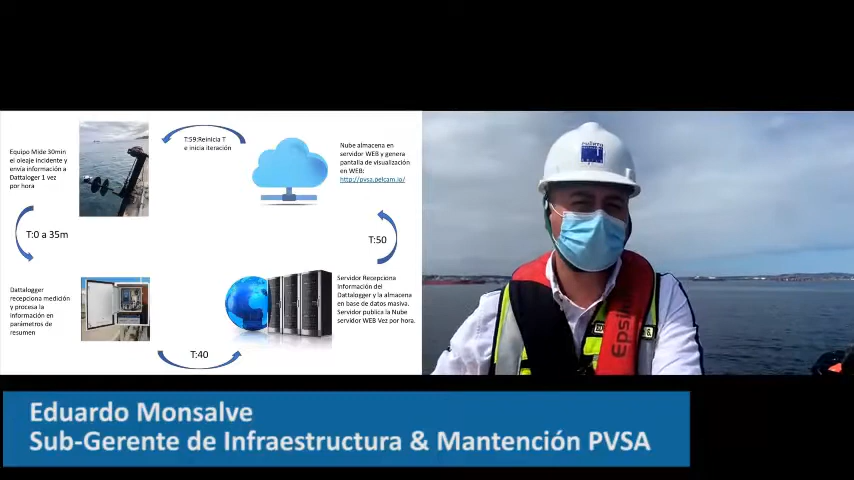 T:59:Reinicia T
e inicia iteración
Equipo Mide 30min
el oleaje incidente y
envía información a
Dattaloger 1 vez
por hora
Nube almacena en
servidor WEB y genera
pantalla de visualización
en WEB:
http://pvsa.pelcam.io/
T:0 a 35m
T:50
Dattalogger
recepciona medición
y procesa la
información en
parámetros de
resumen
Servidor Recepciona
Información del
Dattalogger y la almacena
en base de datos masiva.
Servidor publica la Nube
servidor WEB Vez por hora.
T:40
Epsilon
Eduardo Monsalve
Sub-Gerente de Infraestructura & Mantención PVSA